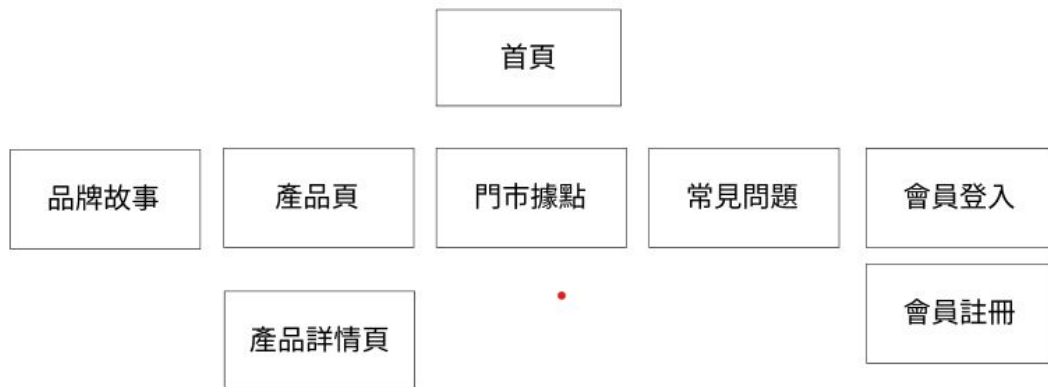 首頁
品牌故事
產品頁
門市據點
常見問題
會員登入
會員註冊
產品詳情頁